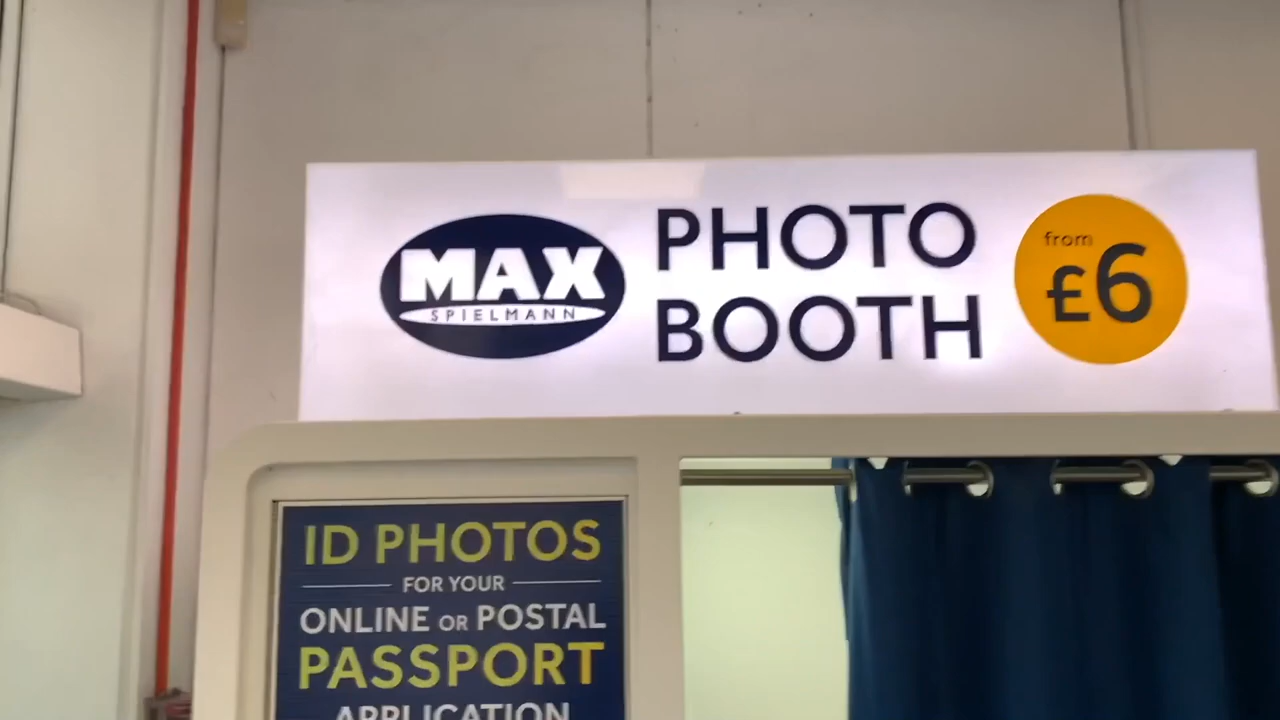 MAX
SPIELMANN
PHOTO
BOOTH
from
£6
ID PHOTOS
FOR YOUR
ONLINE OR POSTAL
PASSPORT
APPLICATION